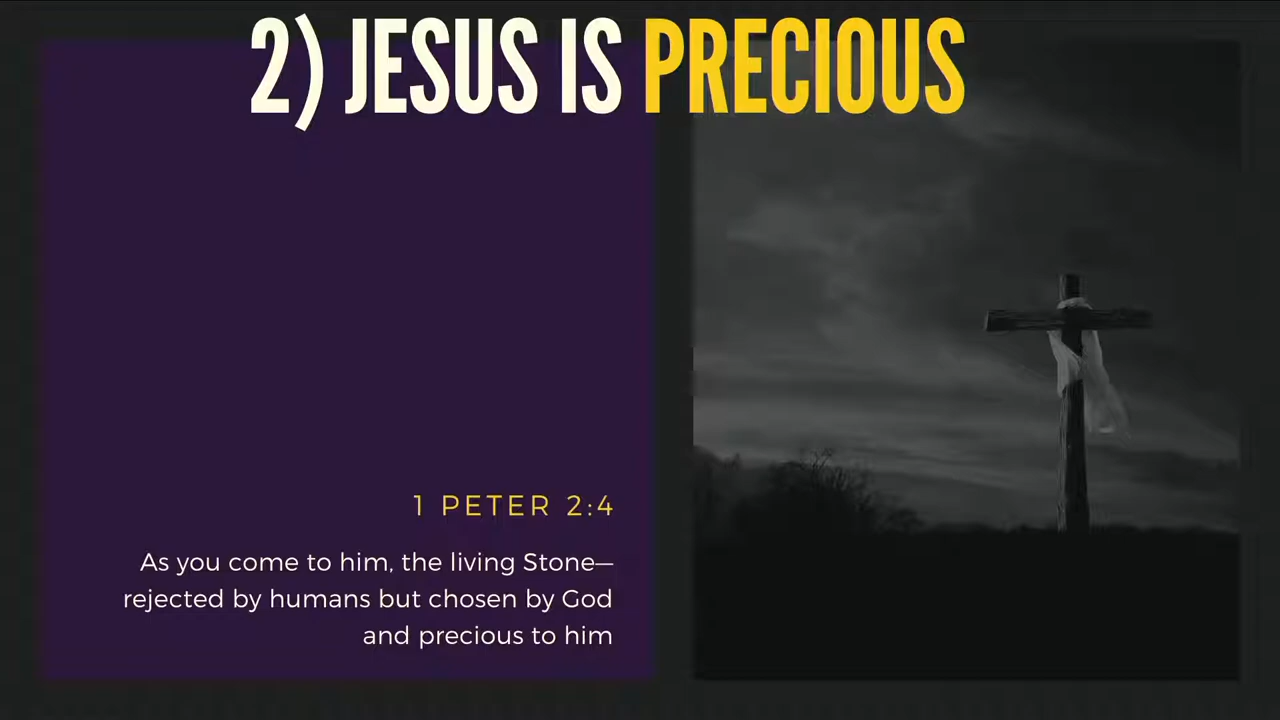 2) JESUS IS PRECIOUS
1 PETER 2:4
As you come to him, the living Stone—
rejected by humans but chosen by God
and precious to him